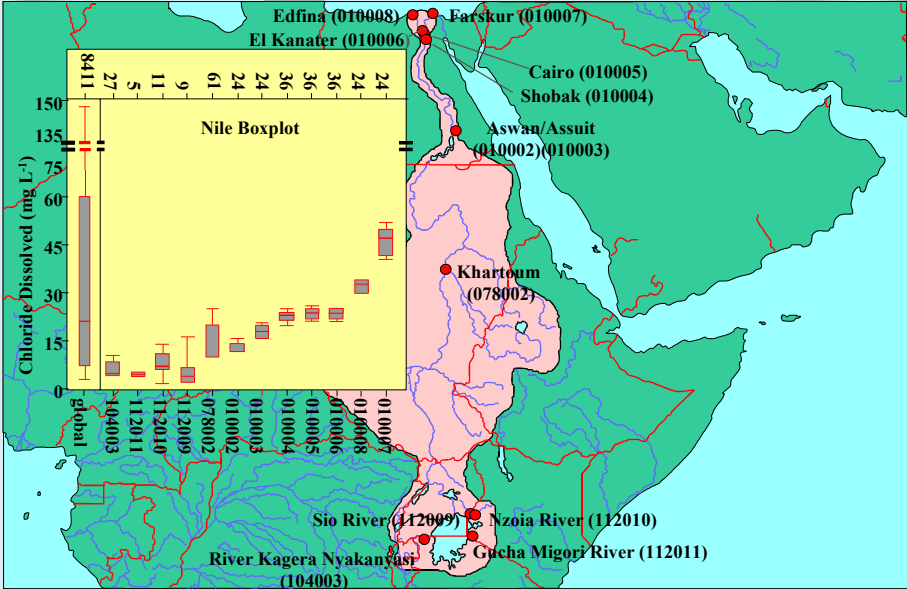 Edfina (010008)
Farskur (010007)
El Kanater (010006)
Cairo (010005)
Shobak (010004)
Aswan/Assuit
(010002)(010003)
Khartoum
(078002)
Sio River (112009)
Nzoia River (112010)
Gucha Migori River (112011)
River Kagera Nyakanyasi
(104003)
Nile Boxplot
8411 27 5 11 9 61 24 24 36 36 36 24 24
Chloride Dissolved (mg L-1)
150
135
75
60
45
30
15
0
global 104003 112011 112010 112009 078002 010002 010003 010004 010005 010006 010008 010007